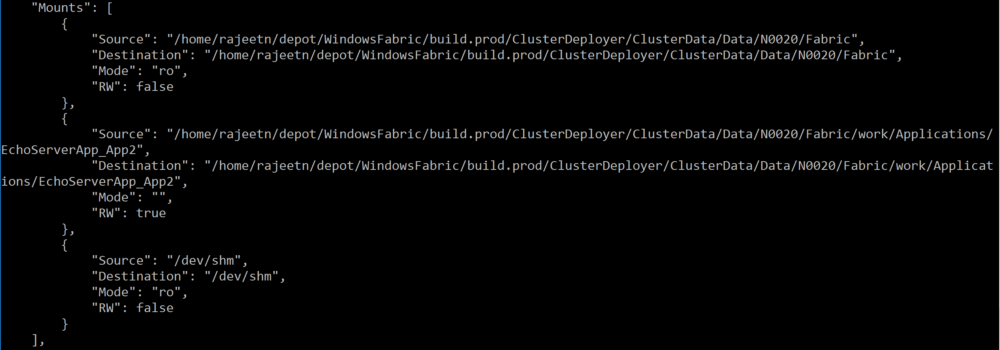 "Mounts": [
{
"Source": "/home/rajeetn/depot/WindowsFabric/build.prod/ClusterDeployer/ClusterData/Data/N0020/Fabric",
"Destination": "/home/rajeetn/depot/WindowsFabric/build.prod/ClusterDeployer/ClusterData/Data/N0020/Fabric",
"Mode": "ro",
"RW": false
},
{
"Source": "/home/rajeetn/depot/WindowsFabric/build.prod/ClusterDeployer/ClusterData/Data/N0020/Fabric/work/Applications/
EchoServerApp_App2",
"Destination": "/home/rajeetn/depot/WindowsFabric/build.prod/ClusterDeployer/ClusterData/Data/N0020/Fabric/work/Applicat
ions/EchoServerApp_App2",
"Mode": "",
"RW": true
},
{
"Source": "/dev/shm",
"Destination": "/dev/shm",
"Mode": "ro",
"RW": false
}
],